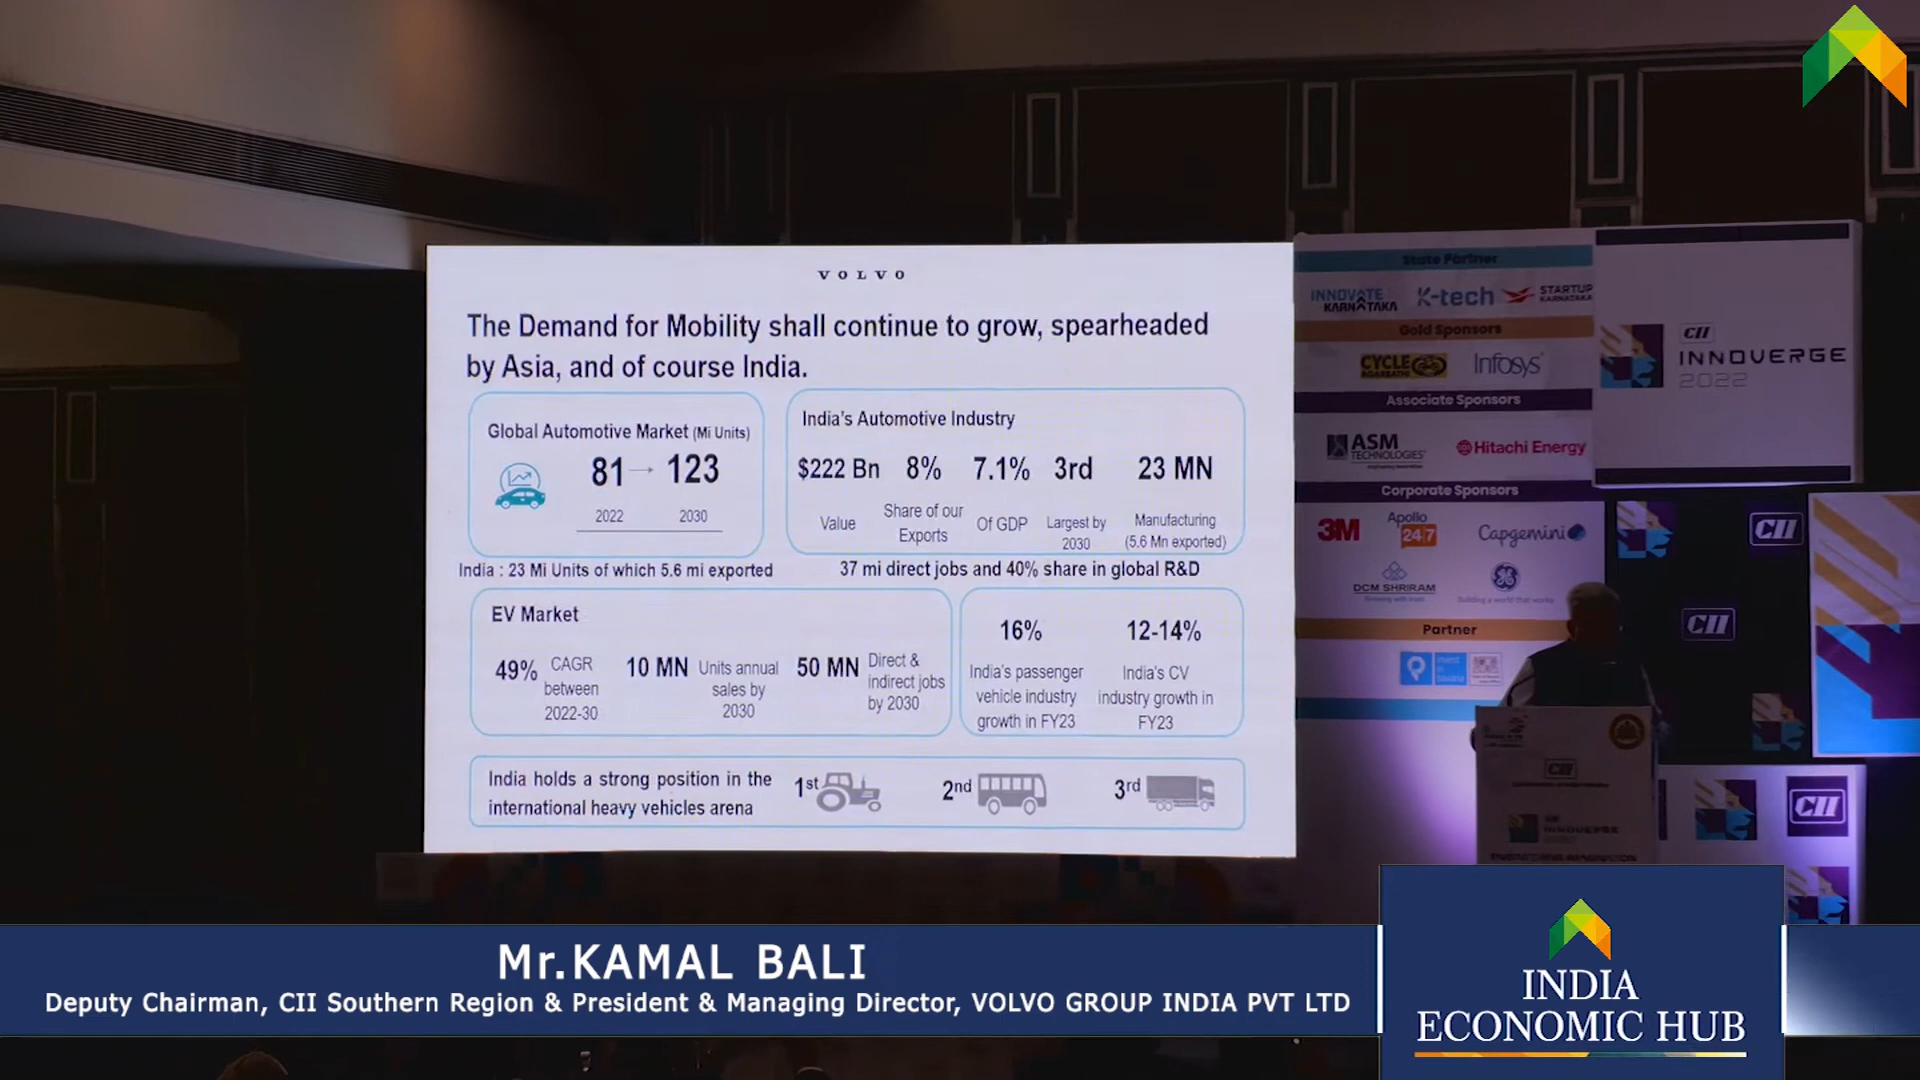 VOLVO
The Demand for Mobility shall continue to grow, spearheaded
by Asia, and of course India.
Global Automotive Market (Mi Units)
81 → 123
2022 2030
India's Automotive Industry
$222 Bn 8% 7.1% 3rd 23 MN
Value
Share of our
Exports
Of GDP
Largest by
2030
Manufacturing
(5.6 Mn exported)
India : 23 Mi Units of which 5.6 mi exported
37 mi direct jobs and 40% share in global R&D
EV Market
49%
CAGR
between
2022-30
10 MN
Units annual
sales by
2030
50 MN
Direct &
indirect jobs
by 2030
16%
India's passenger
vehicle industry
growth in FY23
12-14%
India's CV
industry growth in
FY23
India holds a strong position in the
international heavy vehicles arena
1st
2nd
3rd
State Partner
INNOVATE
KARNATAKA
K-tech
STARTUP
KARNATAKA
Gold Sponsors
CYCLE
AGARBATHI
Infosys
Associate Sponsors
ASM
TECHNOLOGIES
Hitachi Energy
Corporate Sponsors
3M
Apollo
24|7
Capgemini
DCM SHRIRAM
Partner
CII
INNOVERGE
2022
CII
CII
CII
CII
INNOVERGE
Mr.KAMAL BALI
Deputy Chairman, CII Southern Region & President & Managing Director, VOLVO GROUP INDIA PVT LTD
INDIA
ECONOMIC HUB